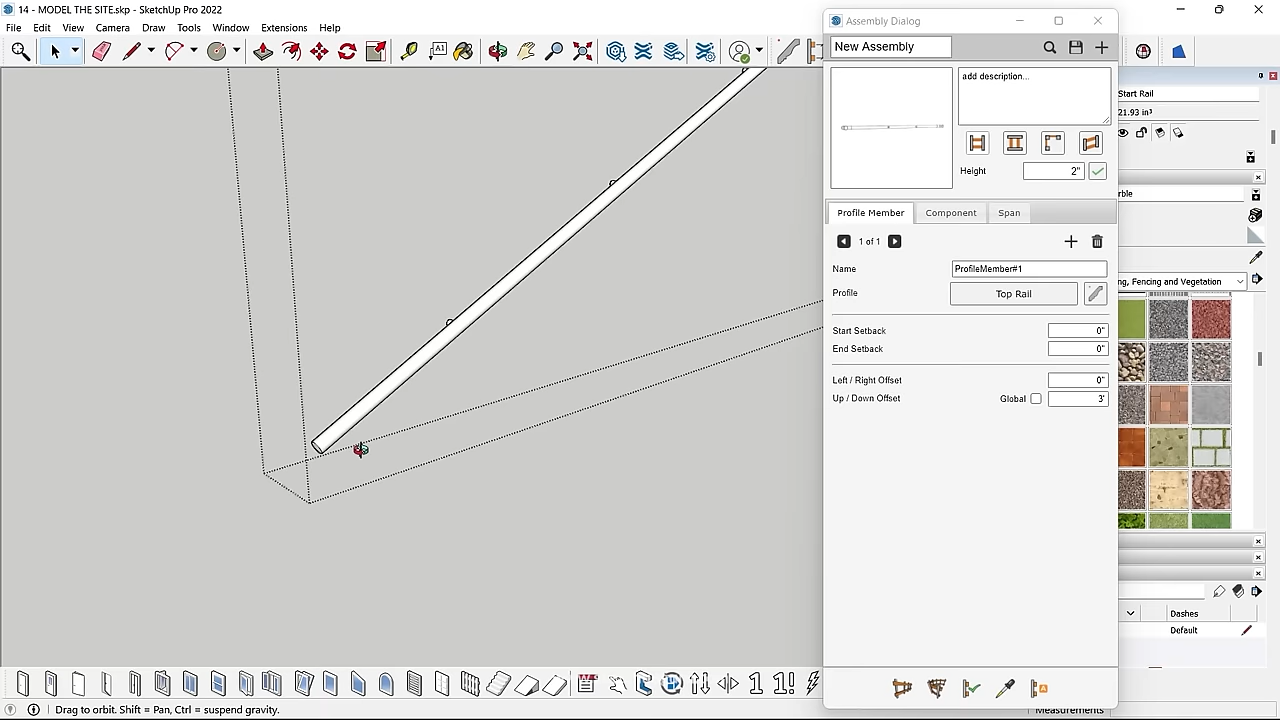 14 - MODEL THE SITE.skp - SketchUp Pro 2022
File Edit View Camera Draw Tools Window Extensions Help
Assembly Dialog
New Assembly
add description...
Height 2"
Profile Member Component Span
1 of 1
Name ProfileMember#1
Profile Top Rail
Start Setback 0"
End Setback 0"
Left / Right Offset 0"
Up / Down Offset Global 3'
Start Rail
21.93 in³
rble
ng, Fencing and Vegetation
Dashes
Default
Drag to orbit. Shift = Pan, Ctrl = suspend gravity.
Measurements